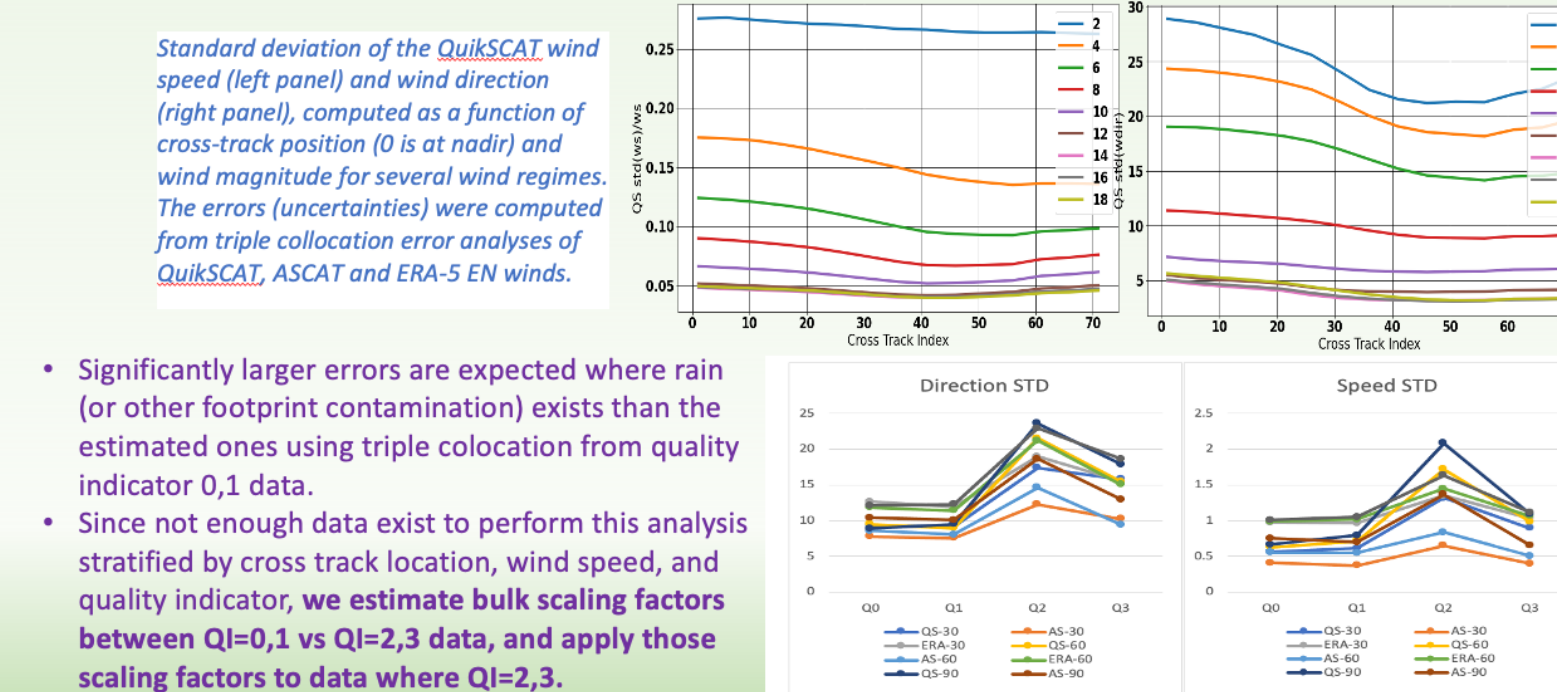 Standard deviation of the QuikSCAT wind
speed (left panel) and wind direction
(right panel), computed as a function of
cross-track position (0 is at nadir) and
wind magnitude for several wind regimes.
The errors (uncertainties) were computed
from triple collocation error analyses of
QuikSCAT, ASCAT and ERA-5 EN winds.
QS std(ws)/ws
0.25
0.20
0.15
0.10
0.05
0 10 20 30 40 50 60 70
Cross Track Index
2
4
6
8
10
12
14
16
18
QS std(wdir)
30
25
20
15
10
5
0 10 20 30 40 50 60
Cross Track Index
• Significantly larger errors are expected where rain
(or other footprint contamination) exists than the
estimated ones using triple colocation from quality
indicator 0,1 data.
• Since not enough data exist to perform this analysis
stratified by cross track location, wind speed, and
quality indicator, we estimate bulk scaling factors
between QI=0,1 vs QI=2,3 data, and apply those
scaling factors to data where QI=2,3.
Direction STD
25
20
15
10
5
0
Q0 Q1 Q2 Q3
QS-30 AS-30
ERA-30 QS-60
AS-60 ERA-60
QS-90 AS-90
Speed STD
2.5
2
1.5
1
0.5
0
Q0 Q1 Q2 Q3
QS-30 AS-30
ERA-30 QS-60
AS-60 ERA-60
QS-90 AS-90